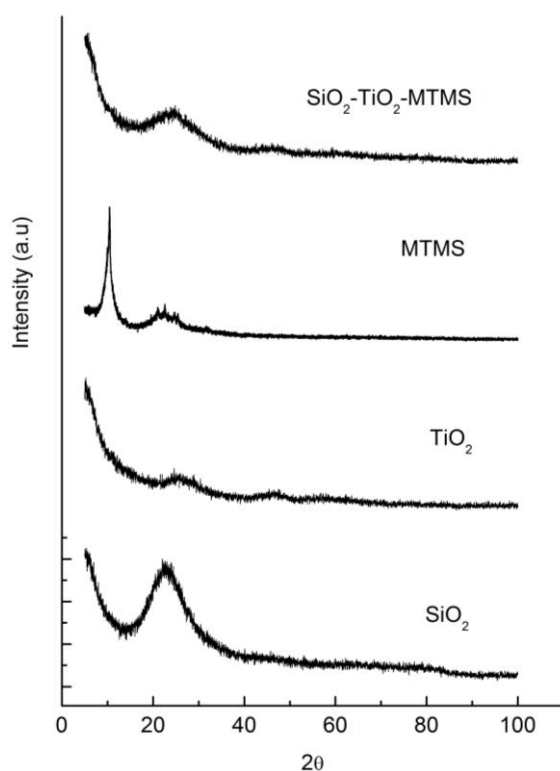 SiO₂-TiO₂-MTMS
MTMS
TiO₂
SiO₂
Intensity (a.u)
0 20 40 60 80 100
2θ